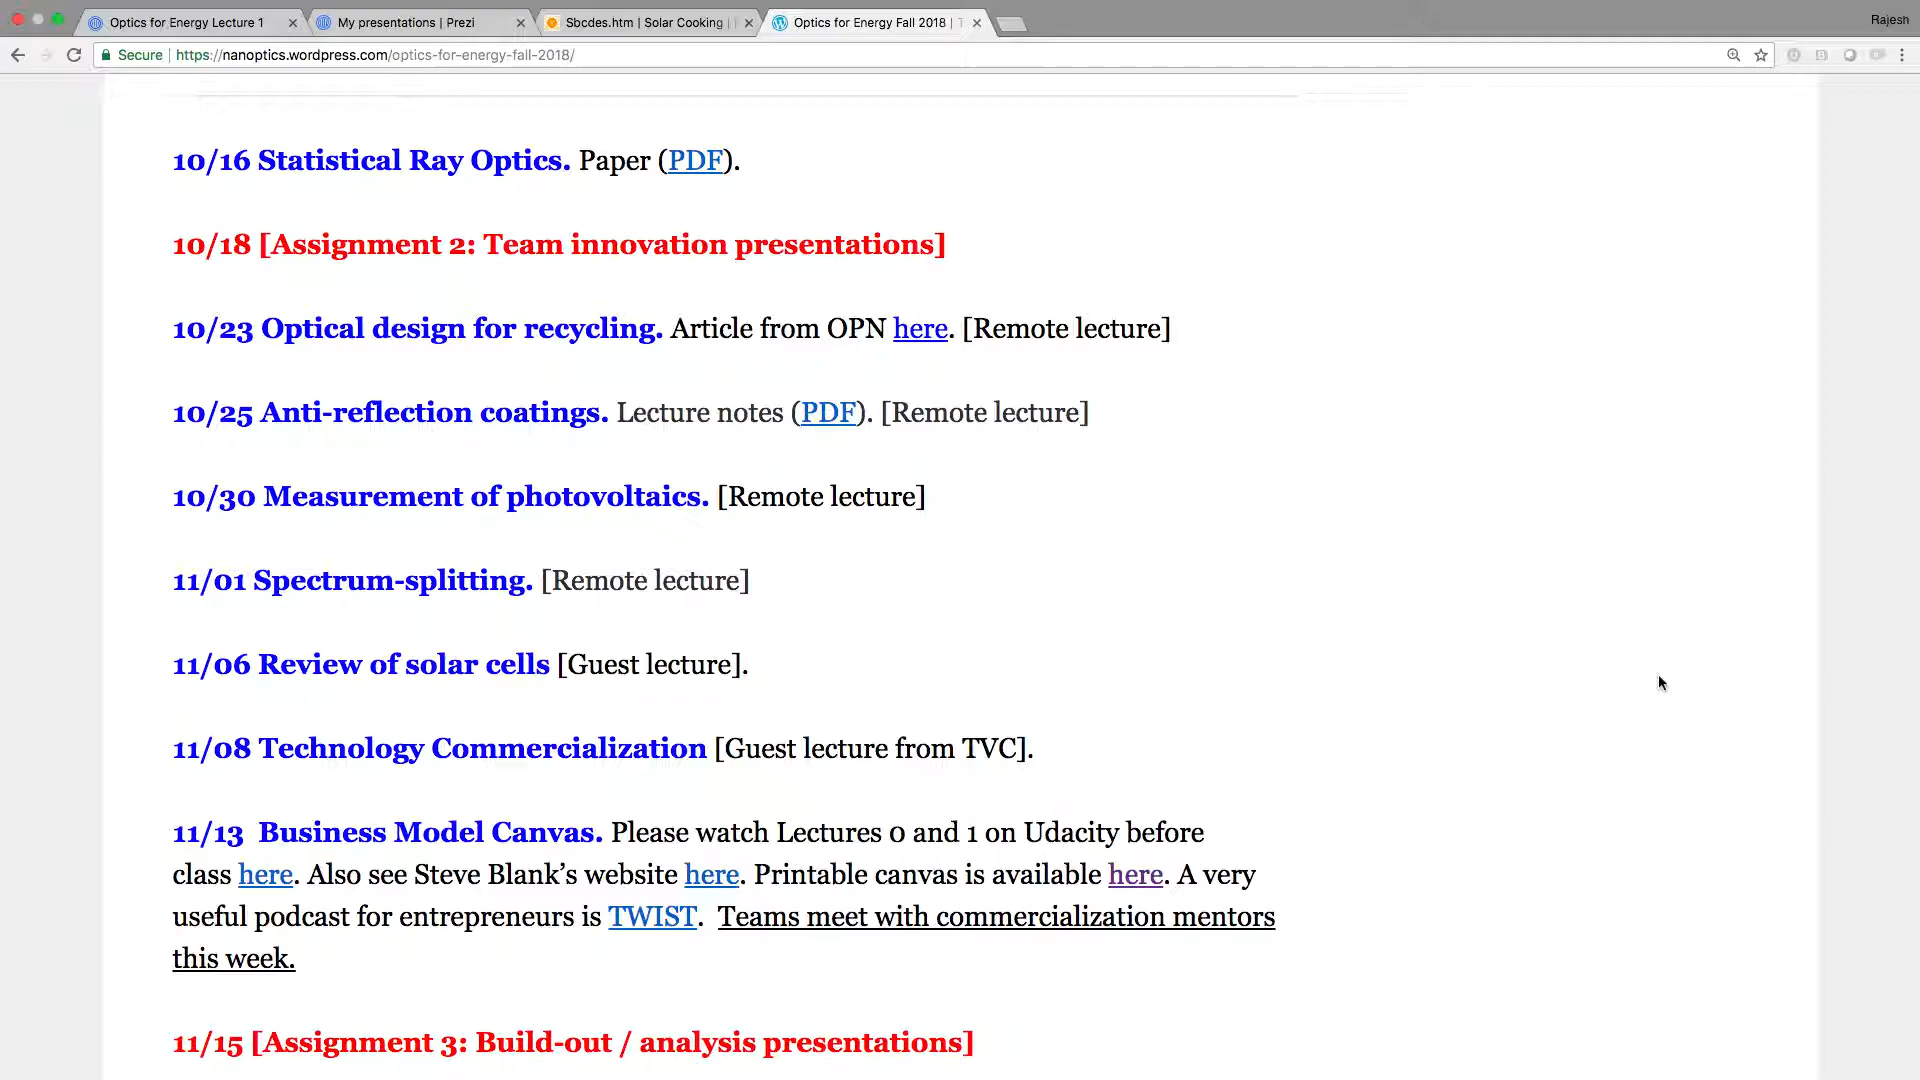 Optics for Energy Lecture 1
My presentations | Prezi
Sbcdes.htm | Solar Cooking |
Optics for Energy Fall 2018 |
Rajesh
Secure | https://nanoptics.wordpress.com/optics-for-energy-fall-2018/
10/16 Statistical Ray Optics. Paper (PDF).
10/18 [Assignment 2: Team innovation presentations]
10/23 Optical design for recycling. Article from OPN here. [Remote lecture]
10/25 Anti-reflection coatings. Lecture notes (PDF). [Remote lecture]
10/30 Measurement of photovoltaics. [Remote lecture]
11/01 Spectrum-splitting. [Remote lecture]
11/06 Review of solar cells [Guest lecture].
11/08 Technology Commercialization [Guest lecture from TVC].
11/13 Business Model Canvas. Please watch Lectures 0 and 1 on Udacity before
class here. Also see Steve Blank’s website here. Printable canvas is available here. A very
useful podcast for entrepreneurs is TWIST. Teams meet with commercialization mentors
this week.
11/15 [Assignment 3: Build-out / analysis presentations]